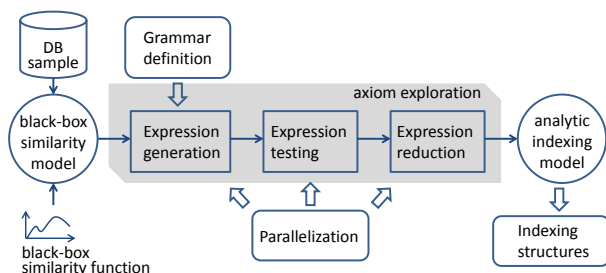 DB
sample
Grammar
definition
axiom exploration
black-box
similarity
model
Expression
generation
Expression
testing
Expression
reduction
analytic
indexing
model
Parallelization
Indexing
structures
black-box
similarity function